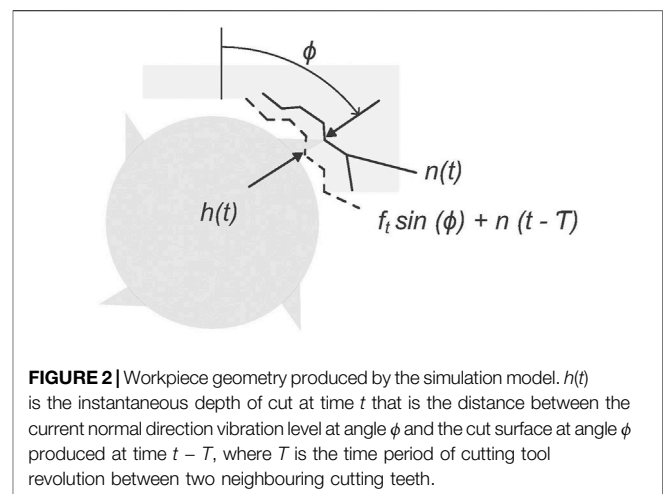 ϕ
n(t)
h(t)
fₜ sin (ϕ) + n (t - T)
FIGURE 2 | Workpiece geometry produced by the simulation model. h(t)
is the instantaneous depth of cut at time t that is the distance between the
current normal direction vibration level at angle ϕ and the cut surface at angle ϕ
produced at time t – T, where T is the time period of cutting tool
revolution between two neighbouring cutting teeth.